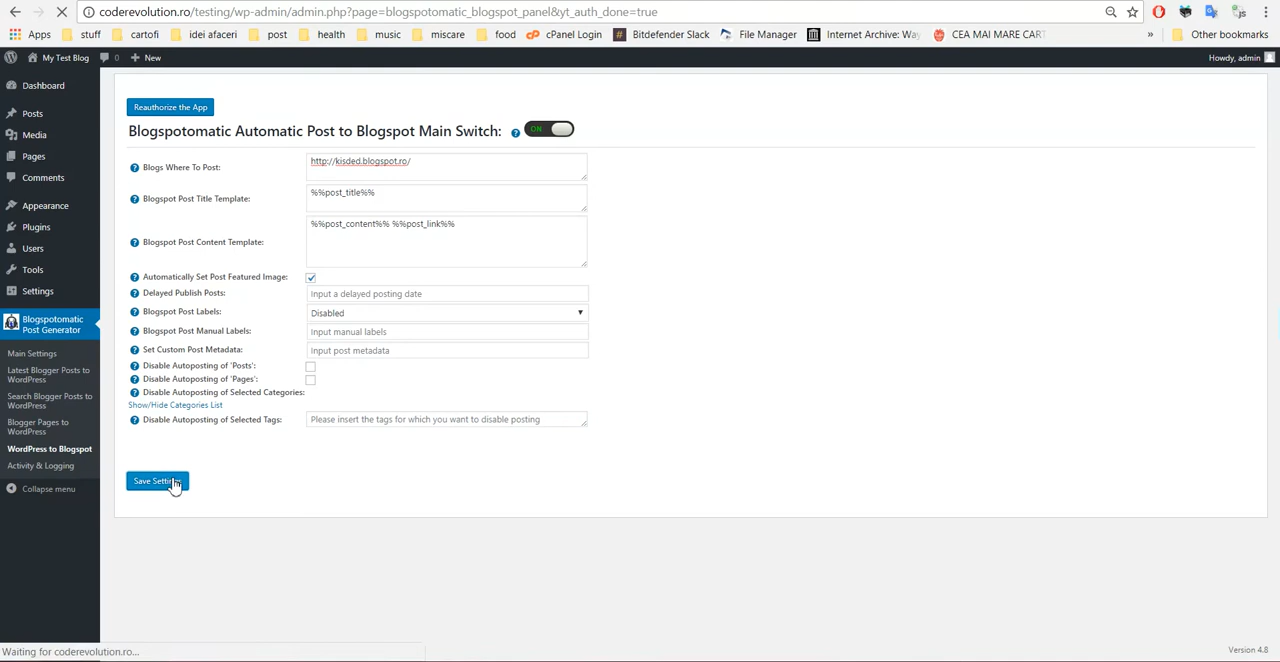 coderevolution.ro/testing/wp-admin/admin.php?page=blogspotomatic_blogspot_panel&yt_auth_done=true
Apps stuff cartofi idei afaceri post health music miscare food cPanel Login Bitdefender Slack File Manager Internet Archive: Way CEA MAI MARE CART » Other bookmarks
My Test Blog 0 + New Howdy, admin
Dashboard
Posts
Media
Pages
Comments
Appearance
Plugins
Users
Tools
Settings
Blogspotomatic
Post Generator
Main Settings
Latest Blogger Posts to
WordPress
Search Blogger Posts to
WordPress
Blogger Pages to
WordPress
WordPress to Blogspot
Activity & Logging
Collapse menu
Reauthorize the App
Blogspotomatic Automatic Post to Blogspot Main Switch: ? ON
? Blogs Where To Post: http://kisded.blogspot.ro/
? Blogspot Post Title Template: %%post_title%%
? Blogspot Post Content Template: %%post_content%% %%post_link%%
? Automatically Set Post Featured Image:
? Delayed Publish Posts: Input a delayed posting date
? Blogspot Post Labels: Disabled
? Blogspot Post Manual Labels: Input manual labels
? Set Custom Post Metadata: Input post metadata
? Disable Autoposting of 'Posts':
? Disable Autoposting of 'Pages':
? Disable Autoposting of Selected Categories:
Show/Hide Categories List
? Disable Autoposting of Selected Tags: Please insert the tags for which you want to disable posting
Save
Waiting for coderevolution.ro...
Version 4.8